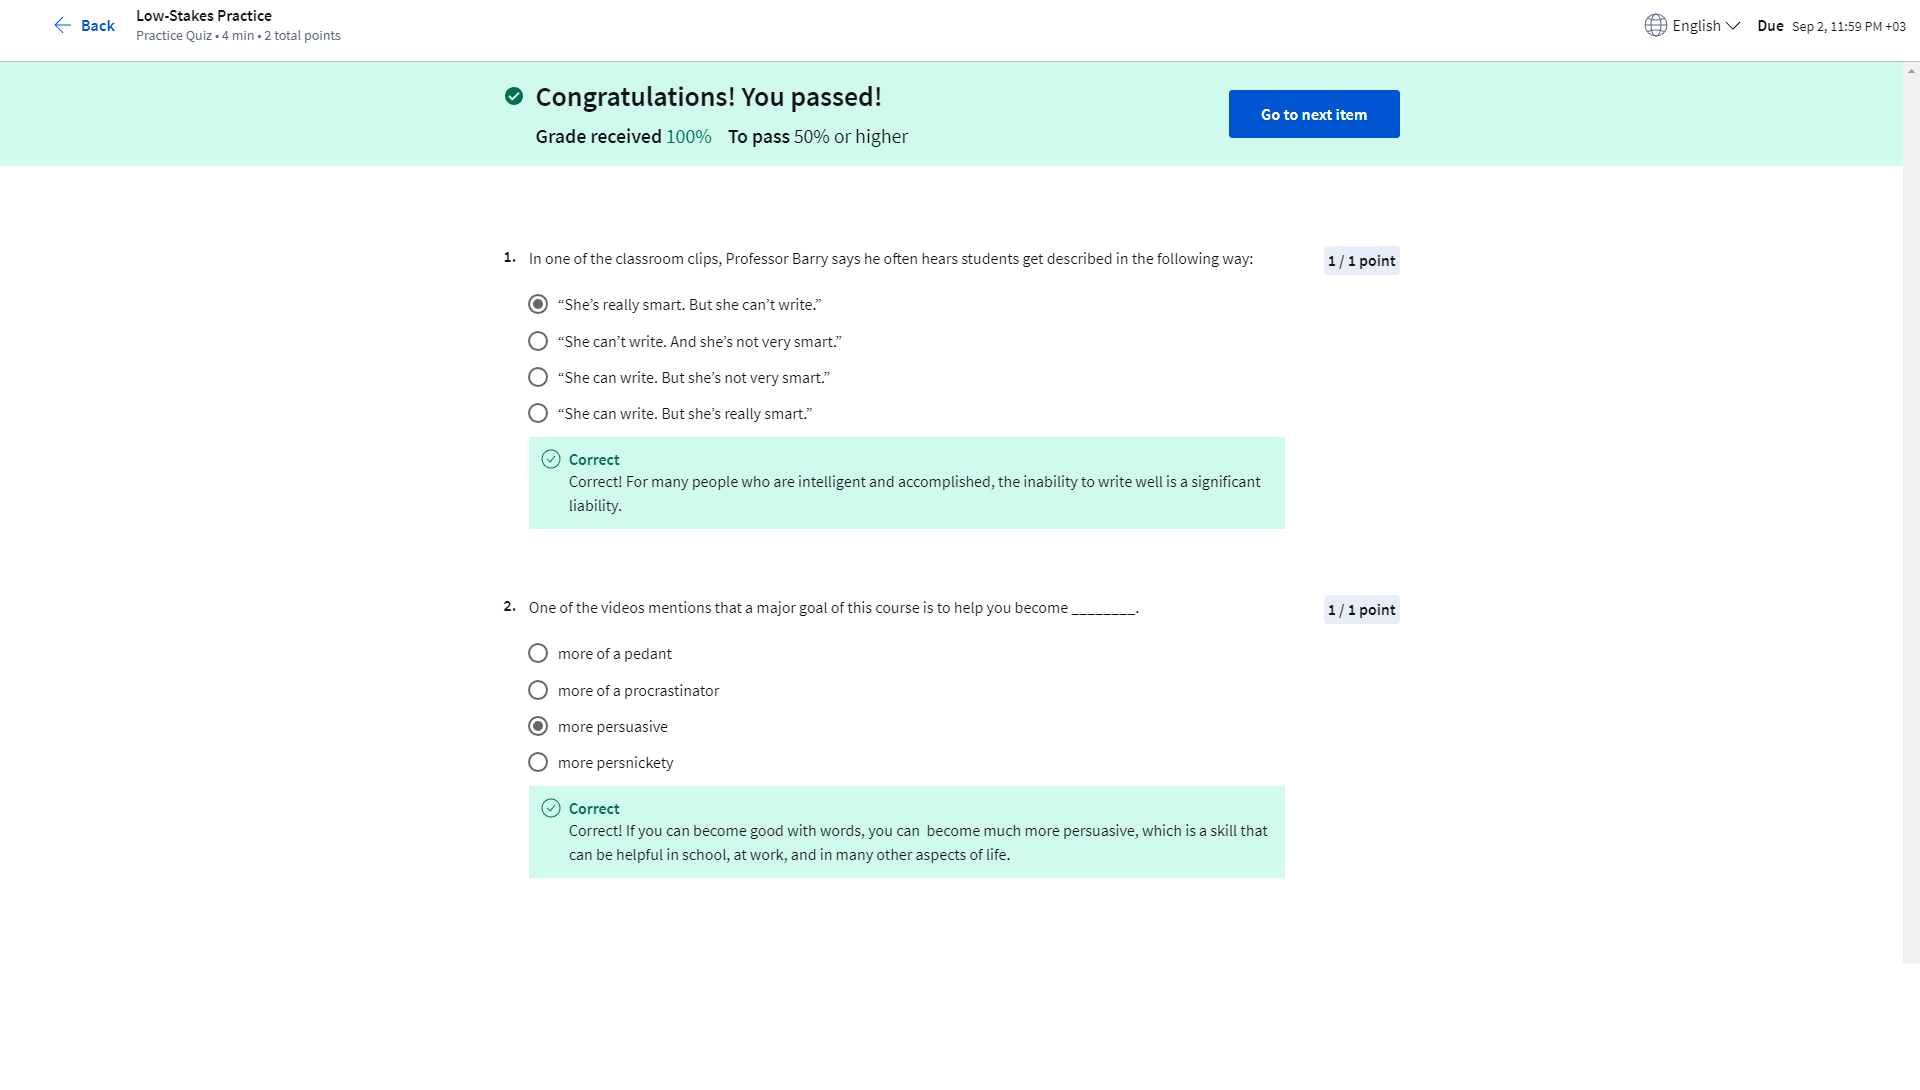 Back
Low-Stakes Practice
Practice Quiz • 4 min • 2 total points
English
Due Sep 2, 11:59 PM +03
Congratulations! You passed!
Grade received 100% To pass 50% or higher
Go to next item
1. In one of the classroom clips, Professor Barry says he often hears students get described in the following way:
1 / 1 point
“She’s really smart. But she can’t write.”
“She can’t write. And she’s not very smart.”
“She can write. But she’s not very smart.”
“She can write. But she’s really smart.”
Correct
Correct! For many people who are intelligent and accomplished, the inability to write well is a significant
liability.
2. One of the videos mentions that a major goal of this course is to help you become ________.
1 / 1 point
more of a pedant
more of a procrastinator
more persuasive
more persnickety
Correct
Correct! If you can become good with words, you can  become much more persuasive, which is a skill that
can be helpful in school, at work, and in many other aspects of life.